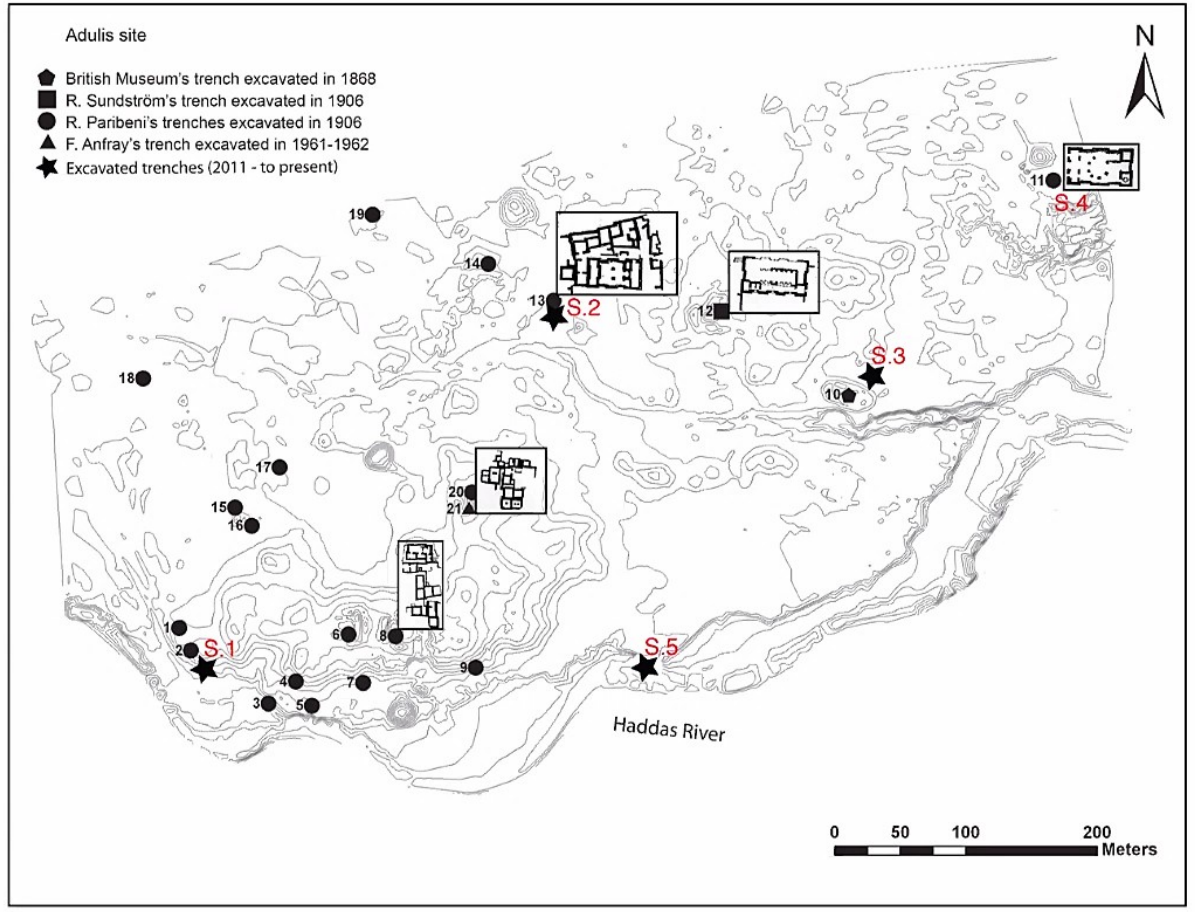 Adulis site
N
British Museum's trench excavated in 1868
R. Sundström's trench excavated in 1906
R. Paribeni's trenches excavated in 1906
F. Anfray's trench excavated in 1961-1962
Excavated trenches (2011 - to present)
11
S.4
19
14
13
S.2
12
S.3
18
10
17
20
15
21
16
1
6
8
2
S.1
S.5
9
4
7
3
5
Haddas River
0 50 100 200
Meters